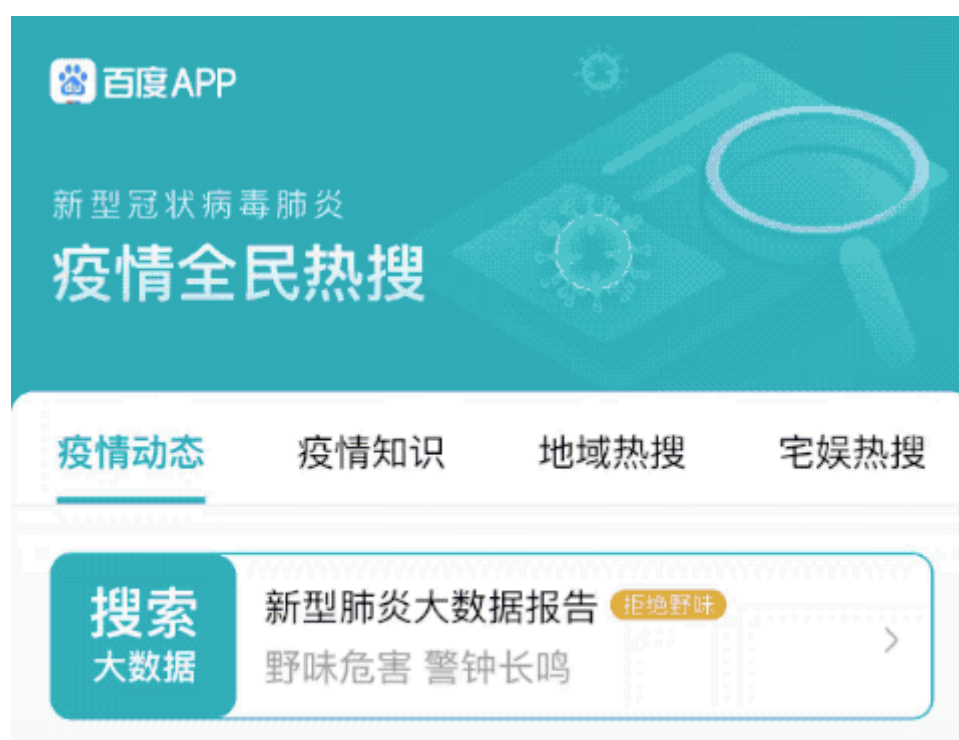 百度APP
新型冠状病毒肺炎
疫情全民热搜
疫情动态 疫情知识 地域热搜 宅娱热搜
搜索
大数据
新型肺炎大数据报告 拒绝野味
野味危害 警钟长鸣